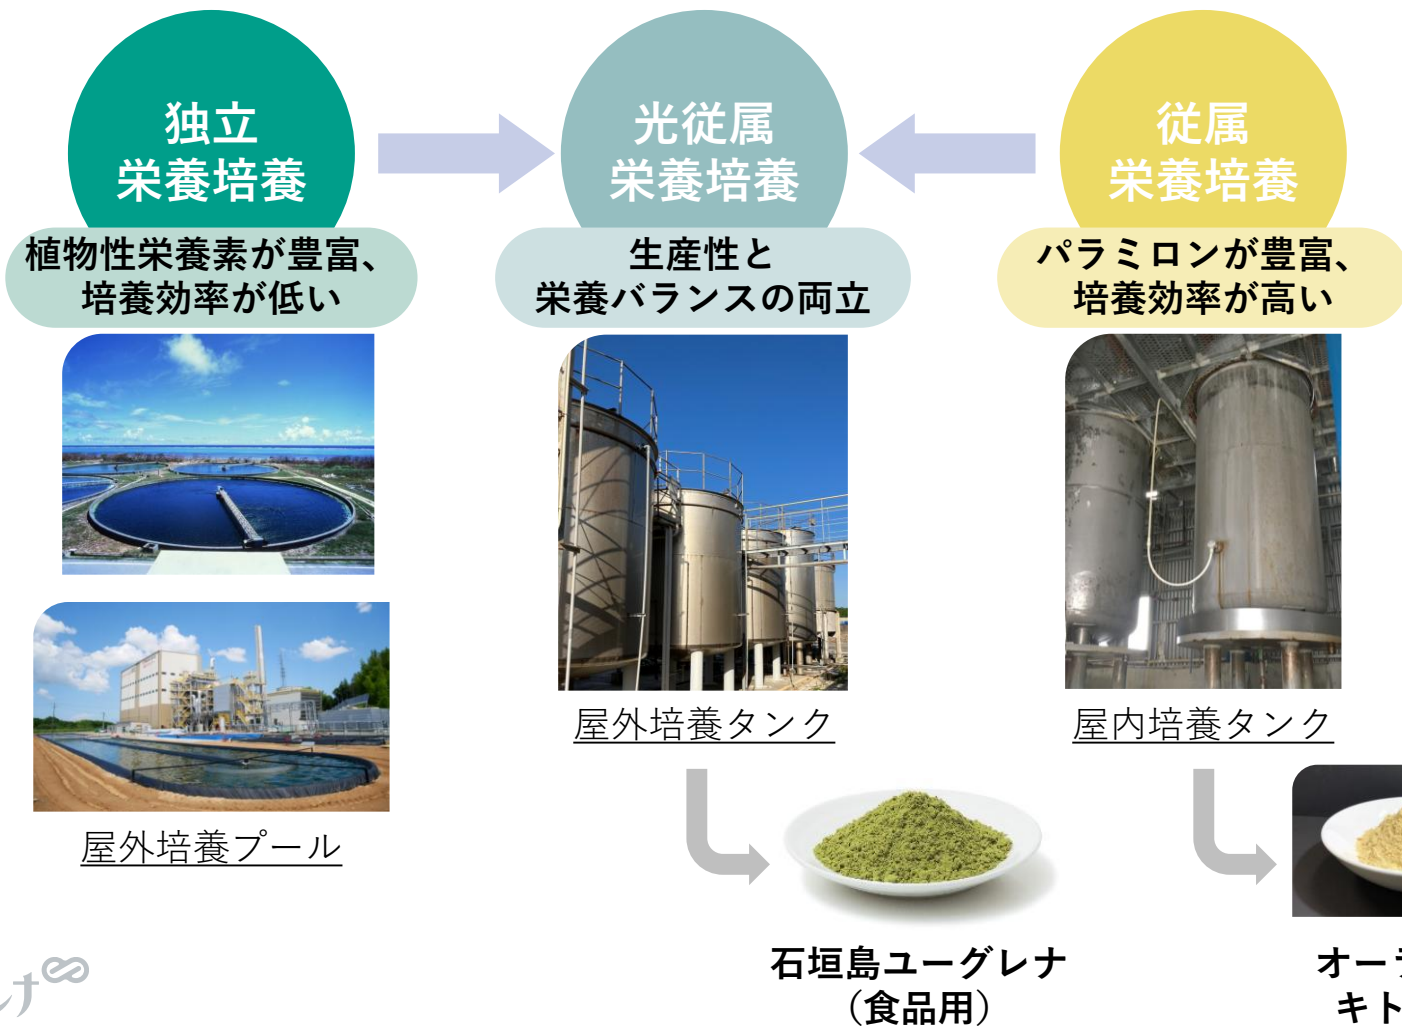 独立
栄養培養
光従属
栄養培養
従属
栄養培養
植物性栄養素が豊富、
培養効率が低い
生産性と
栄養バランスの両立
パラミロンが豊富、
培養効率が高い
屋外培養タンク
屋内培養タンク
屋外培養プール
石垣島ユーグレナ
（食品用）
オー
キト